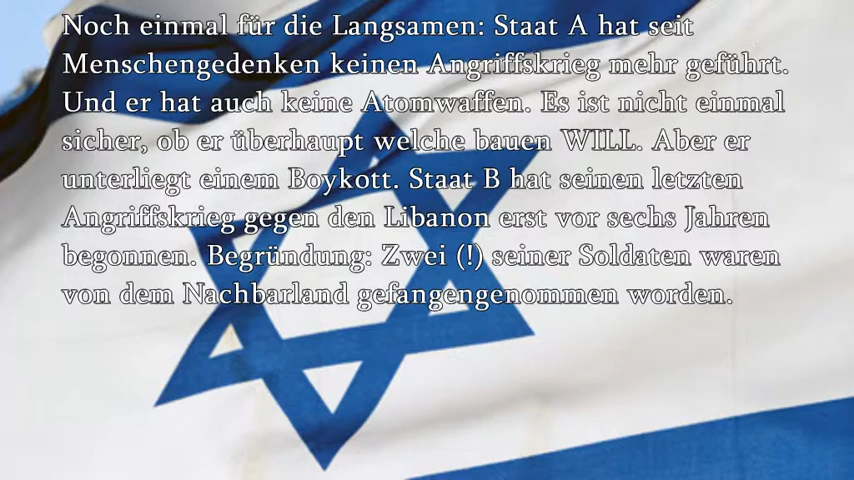 Noch einmal für die Langsamen: Staat A hat seit
Menschengedenken keinen Angriffskrieg mehr geführt.
Und er hat auch keine Atomwaffen. Es ist nicht einmal
sicher, ob er überhaupt welche bauen WILL. Aber er
unterliegt einem Boykott. Staat B hat seinen letzten
Angriffskrieg gegen den Libanon erst vor sechs Jahren
begonnen. Begründung: Zwei (!) seiner Soldaten waren
von dem Nachbarland gefangengenommen worden.